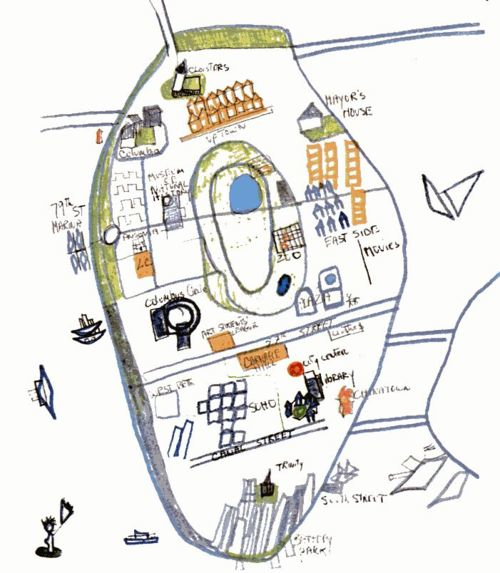 CLOISTERS
MAYOR'S
HOUSE
UPTOWN
Columbia
MUSEUM
OF
NATURAL
79th
ST
MARINA
L.C.
ZOO
EAST SIDE
MOVIES
Columbus Circle
PLAZA
ART STUDENTS
LEAGUE
57th STREET
CARNEGIE
CITY CENTER
LIBRARY
CHINATOWN
SOHO
CANAL STREET
TRINITY
SOUTH STREET
BATTERY
PARK